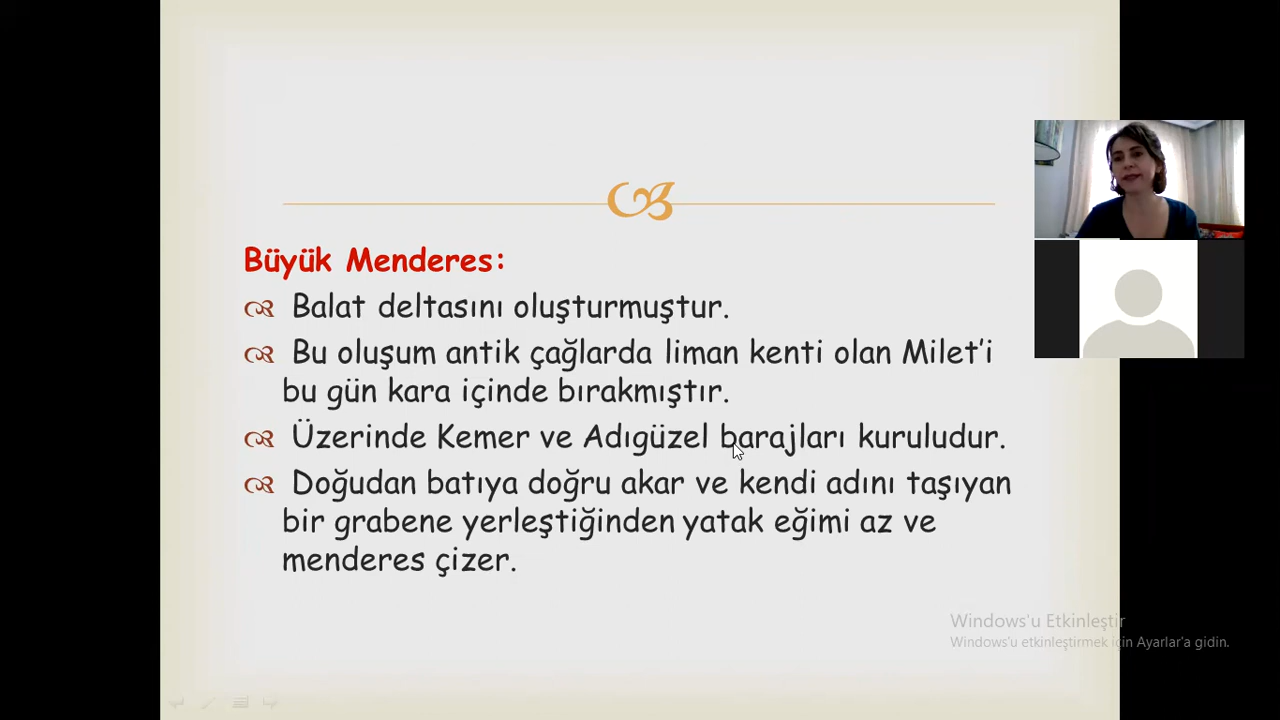 Büyük Menderes:
Balat deltasını oluşturmuştur.
Bu oluşum antik çağlarda liman kenti olan Milet’i
bu gün kara içinde bırakmıştır.
Üzerinde Kemer ve Adıgüzel barajları kuruludur.
Doğudan batıya doğru akar ve kendi adını taşıyan
bir grabene yerleştiğinden yatak eğimi az ve
menderes çizer.
Windows'u Etkinleştir
Windows'u etkinleştirmek için Ayarlar'a gidin.